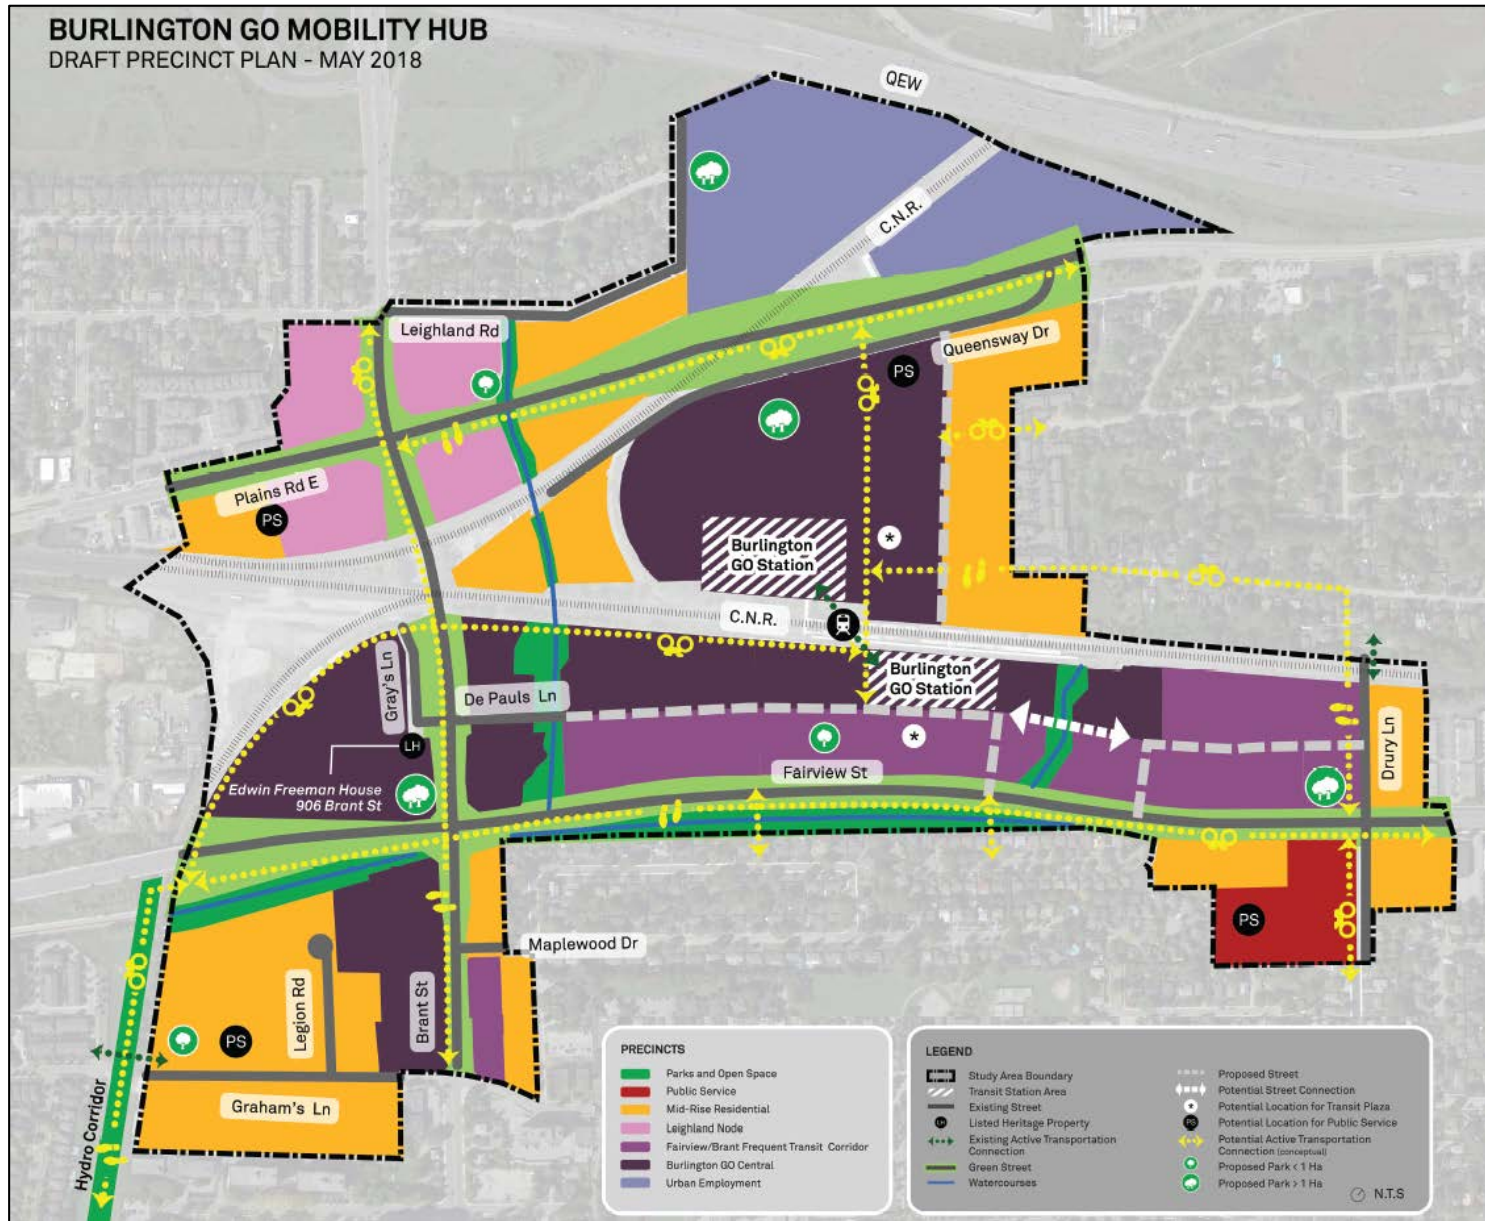 BURLINGTON GO MOBILITY HUB
DRAFT PRECINCT PLAN - MAY 2018
QEW
C.N.R.
Leighland Rd
Queensway Dr
PS
Plains Rd E
PS
Burlington
GO Station
*
C.N.R.
Burlington
GO Station
Gray's Ln
De Pauls Ln
LH
*
Drury Ln
Edwin Freeman House
906 Brant St
Fairview St
PS
Maplewood Dr
Legion Rd
Brant St
PS
Graham's Ln
Hydro Corridor
PRECINCTS
Parks and Open Space
Public Service
Mid-Rise Residential
Leighland Node
Fairview/Brant Frequent Transit Corridor
Burlington GO Central
Urban Employment
LEGEND
Study Area Boundary
Transit Station Area
Existing Street
LH Listed Heritage Property
Existing Active Transportation
Connection
Green Street
Watercourses
Proposed Street
Potential Street Connection
* Potential Location for Transit Plaza
PS Potential Location for Public Service
Potential Active Transportation
Connection (conceptual)
Proposed Park < 1 Ha
Proposed Park > 1 Ha
N.T.S